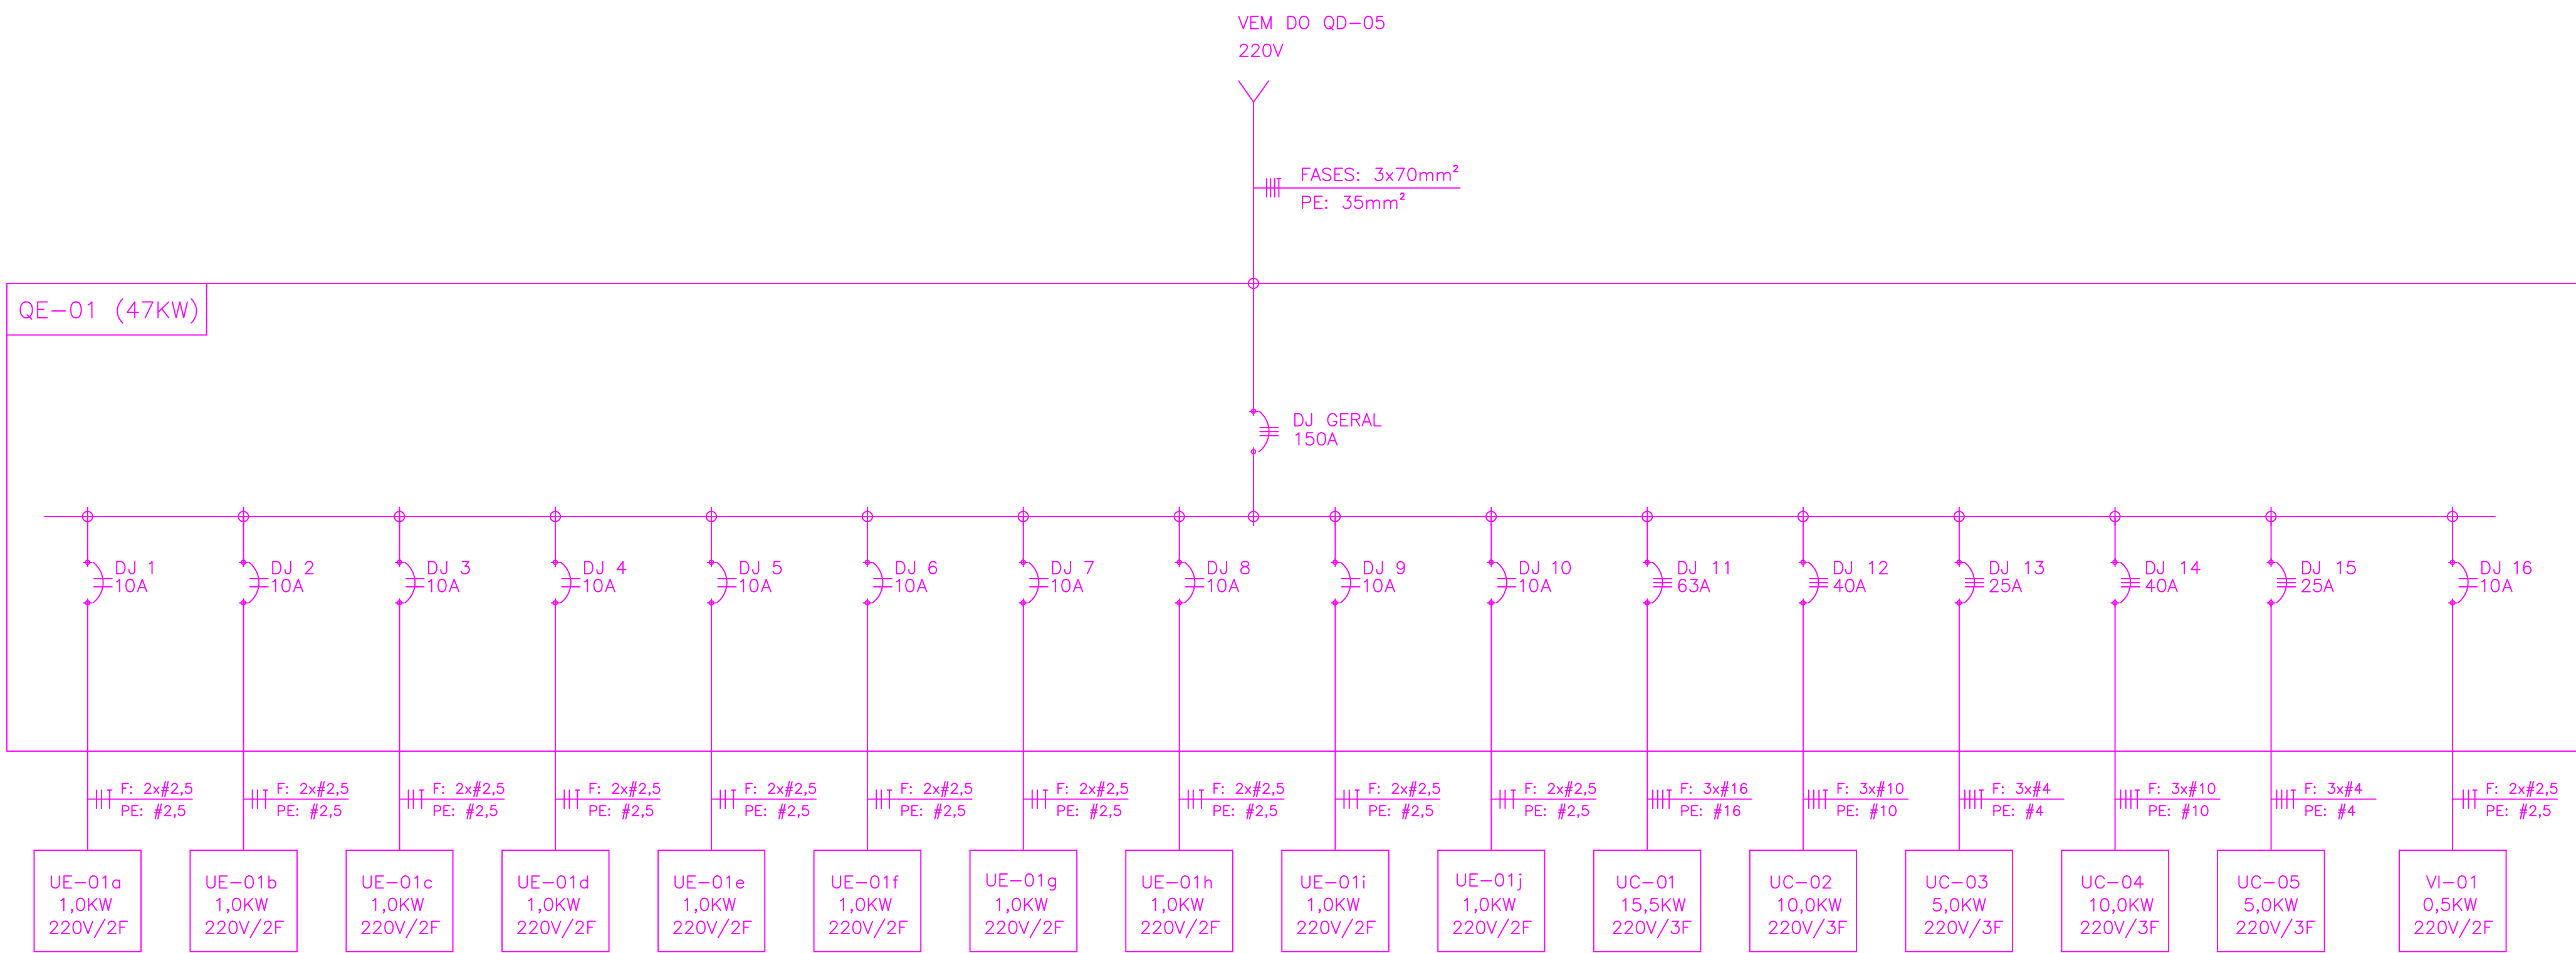 VEM DO QD-05
220V
FASES: 3x70mm²
PE: 35mm²
QE-01 (47KW)
DJ GERAL
150A
DJ 1
10A
DJ 2
10A
DJ 3
10A
DJ 4
10A
DJ 5
10A
DJ 6
10A
DJ 7
10A
DJ 8
10A
DJ 9
10A
DJ 10
10A
DJ 11
63A
DJ 12
40A
DJ 13
25A
DJ 14
40A
DJ 15
25A
DJ 16
10A
F: 2x#2,5
PE: #2,5
F: 2x#2,5
PE: #2,5
F: 2x#2,5
PE: #2,5
F: 2x#2,5
PE: #2,5
F: 2x#2,5
PE: #2,5
F: 2x#2,5
PE: #2,5
F: 2x#2,5
PE: #2,5
F: 2x#2,5
PE: #2,5
F: 2x#2,5
PE: #2,5
F: 2x#2,5
PE: #2,5
F: 3x#16
PE: #16
F: 3x#10
PE: #10
F: 3x#4
PE: #4
F: 3x#10
PE: #10
F: 3x#4
PE: #4
F: 2x#2,5
PE: #2,5
UE-01a
1,0KW
220V/2F
UE-01b
1,0KW
220V/2F
UE-01c
1,0KW
220V/2F
UE-01d
1,0KW
220V/2F
UE-01e
1,0KW
220V/2F
UE-01f
1,0KW
220V/2F
UE-01g
1,0KW
220V/2F
UE-01h
1,0KW
220V/2F
UE-01i
1,0KW
220V/2F
UE-01j
1,0KW
220V/2F
UC-01
15,5KW
220V/3F
UC-02
10,0KW
220V/3F
UC-03
5,0KW
220V/3F
UC-04
10,0KW
220V/3F
UC-05
5,0KW
220V/3F
VI-01
0,5KW
220V/2F